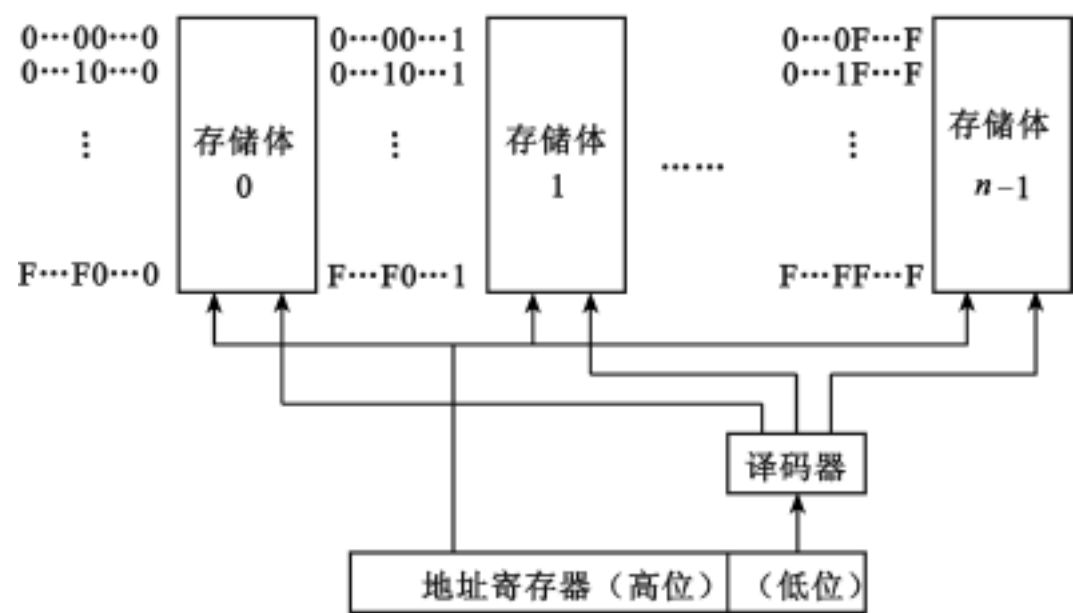 0…00…0
0…10…0
⋮
F…F0…0
存储体
0
0…00…1
0…10…1
⋮
F…F0…1
存储体
1
……
0…0F…F
0…1F…F
⋮
F…FF…F
存储体
n−1
译码器
地址寄存器（高位）
（低位）